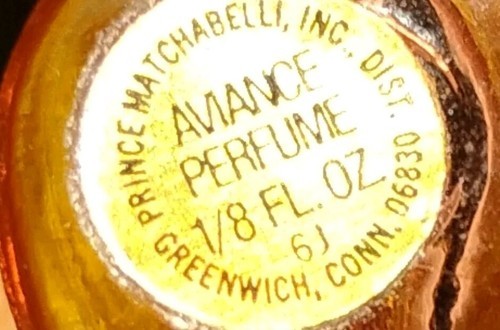 PRINCE MATCHABELLI, INC., DIST.
AVIANCE
PERFUME
1/8 FL. OZ
6J
GREENWICH, CONN. 06830